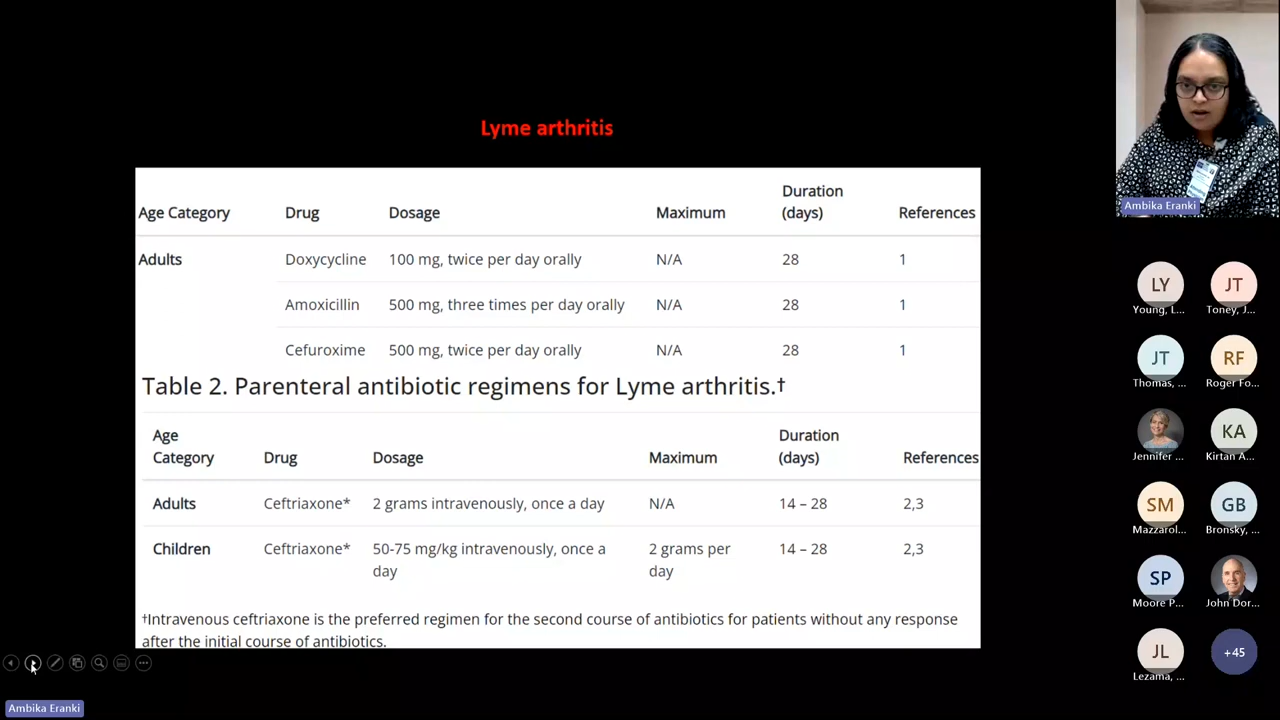 Lyme arthritis
Duration
Age Category Drug Dosage Maximum (days) References
Adults Doxycycline 100 mg, twice per day orally N/A 28 1
Amoxicillin 500 mg, three times per day orally N/A 28 1
Cefuroxime 500 mg, twice per day orally N/A 28 1
Table 2. Parenteral antibiotic regimens for Lyme arthritis.†
Age Duration
Category Drug Dosage Maximum (days) References
Adults Ceftriaxone* 2 grams intravenously, once a day N/A 14 – 28 2,3
Children Ceftriaxone* 50-75 mg/kg intravenously, once a 2 grams per 14 – 28 2,3
day day
†Intravenous ceftriaxone is the preferred regimen for the second course of antibiotics for patients without any response
after the initial course of antibiotics.
Ambika Eranki
LY JT
Young, L... Toney, J...
JT RF
Thomas, ... Roger Fo...
KA
Jennifer ... Kirtan A...
SM GB
Mazzarol... Bronsky, ...
SP
Moore P... John Dor...
JL +45
Lezama, ...
Ambika Eranki